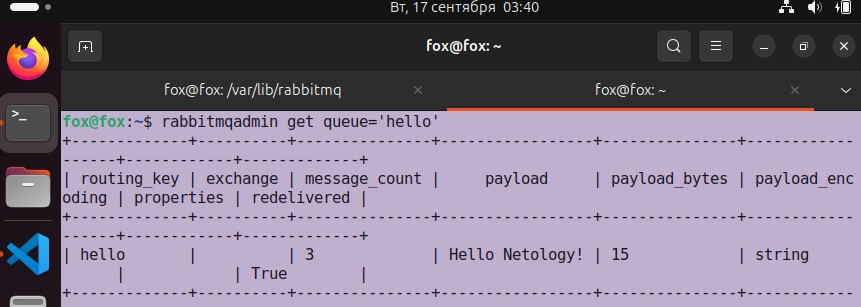 Вт, 17 сентября 03:40
fox@fox: ~
fox@fox: /var/lib/rabbitmq
fox@fox: ~
fox@fox:~$ rabbitmqadmin get queue='hello'
+-------------+----------+---------------+-----------------+---------------+------------
------+------------+-------------+
| routing_key | exchange | message_count |     payload     | payload_bytes | payload_enc
oding | properties | redelivered |
+-------------+----------+---------------+-----------------+---------------+------------
------+------------+-------------+
| hello       |          | 3             | Hello Netology! | 15            | string
      |            | True        |
+-------------+----------+---------------+-----------------+---------------+------------